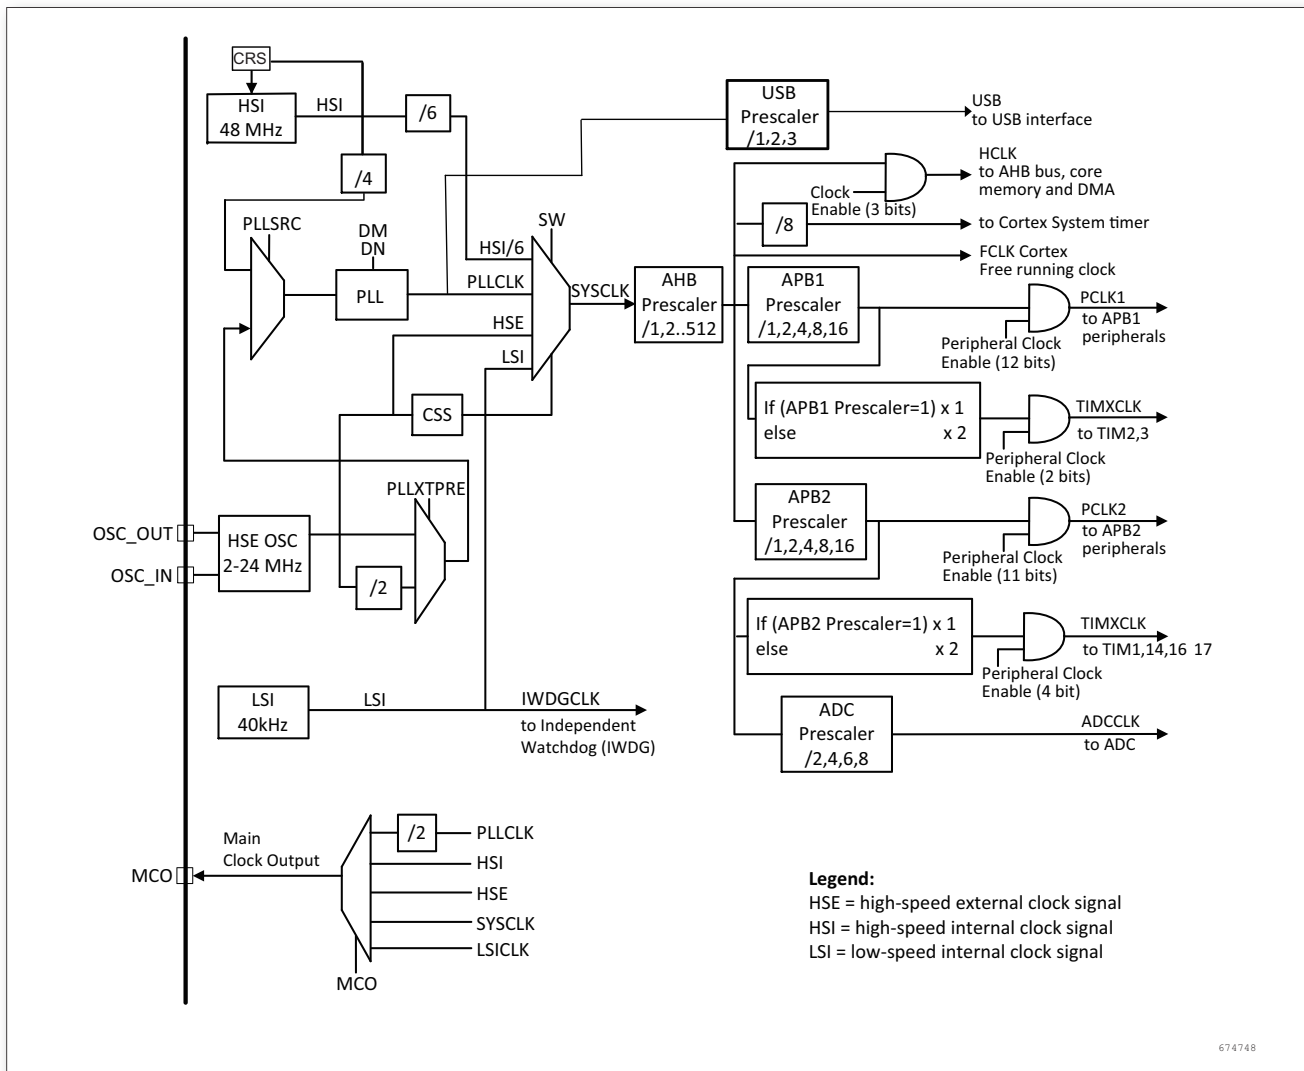 CRS
HSI
48 MHz
HSI
/6
/4
USB
Prescaler
/1,2,3
USB
to USB interface
HCLK
to AHB bus, core
memory and DMA
Clock
Enable (3 bits)
/8
to Cortex System timer
FCLK Cortex
Free running clock
PLLSRC
DM
DN
PLL
SW
HSI/6
PLLCLK
HSE
LSI
SYSCLK
AHB
Prescaler
/1,2..512
APB1
Prescaler
/1,2,4,8,16
PCLK1
to APB1
peripherals
Peripheral Clock
Enable (12 bits)
CSS
If (APB1 Prescaler=1) x 1
else x 2
TIMXCLK
to TIM2,3
Peripheral Clock
Enable (2 bits)
PLLXTPRE
OSC_OUT
OSC_IN
HSE OSC
2-24 MHz
/2
APB2
Prescaler
/1,2,4,8,16
PCLK2
to APB2
peripherals
Peripheral Clock
Enable (11 bits)
If (APB2 Prescaler=1) x 1
else x 2
TIMXCLK
to TIM1,14,16 17
Peripheral Clock
Enable (4 bit)
LSI
40kHz
LSI
IWDGCLK
to Independent
Watchdog (IWDG)
ADC
Prescaler
/2,4,6,8
ADCCLK
to ADC
Main
Clock Output
MCO
/2
PLLCLK
HSI
HSE
SYSCLK
LSICLK
MCO
Legend:
HSE = high-speed external clock signal
HSI = high-speed internal clock signal
LSI = low-speed internal clock signal
674748